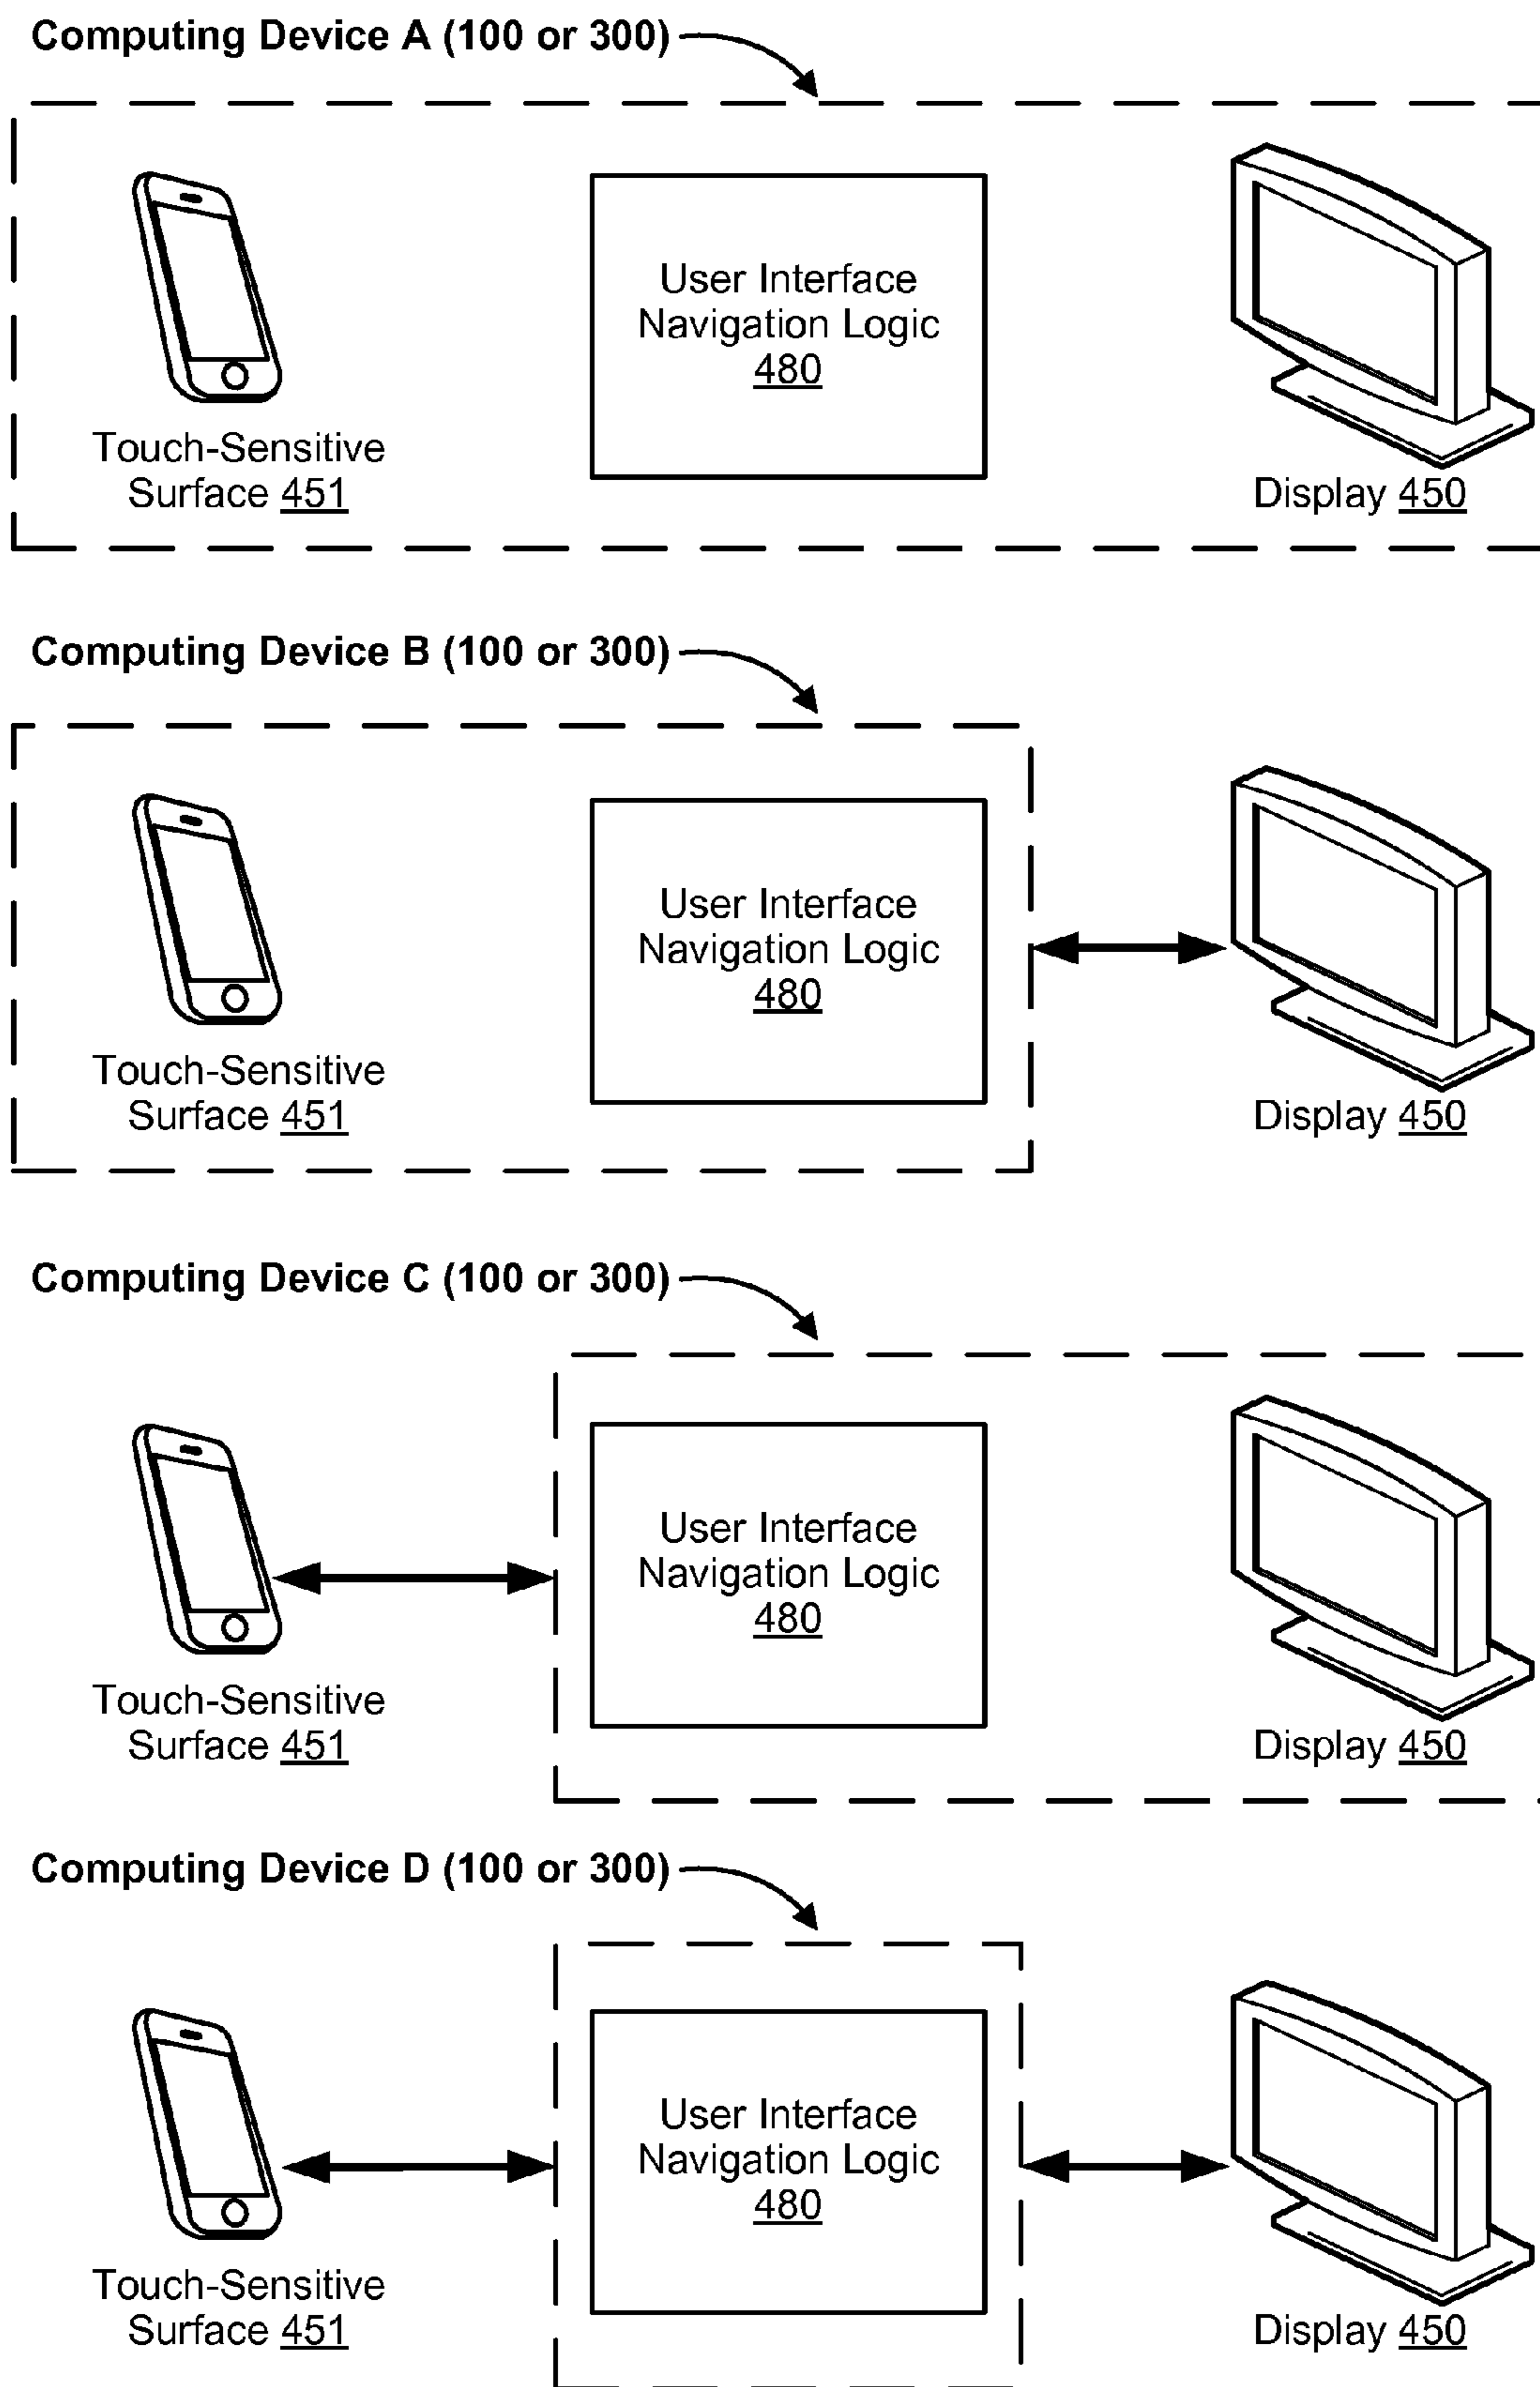 Computing Device A (100 or 300)
User Interface
Navigation Logic
480
Touch-Sensitive
Surface 451
Display 450
Computing Device B (100 or 300)
User Interface
Navigation Logic
480
Touch-Sensitive
Surface 451
Display 450
Computing Device C (100 or 300)
User Interface
Navigation Logic
480
Touch-Sensitive
Surface 451
Display 450
Computing Device D (100 or 300)
User Interface
Navigation Logic
480
Touch-Sensitive
Surface 451
Display 450